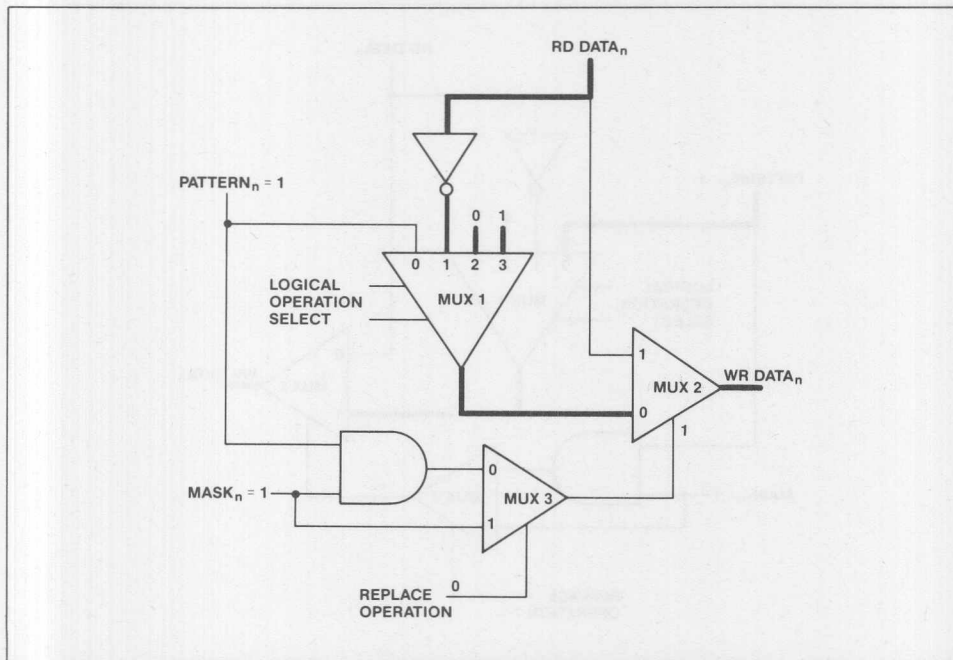 RD DATAn
PATTERNn = 1
0 1
0 1 2 3
MUX 1
LOGICAL
OPERATION
SELECT
1
MUX 2
WR DATAn
0
1
0
MUX 3
MASKn = 1
1
0
REPLACE
OPERATION